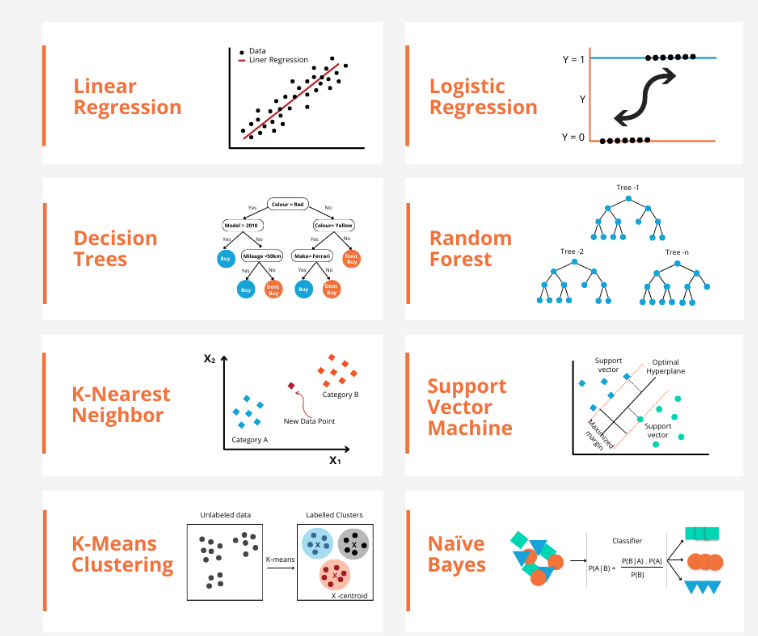 Linear
Regression
Data
Liner Regression
Logistic
Regression
Y = 1
Y
Y = 0
Decision
Trees
Colour = Red
Yes
No
Model > 2010
Colour= Yellow
Yes
No
Yes
No
Buy
Mileage <50km
Make= Ferrari
Dont
Buy
Yes
No
Yes
No
Buy
Dont
Buy
Buy
Dont
Buy
Random
Forest
Tree -1
Tree -2
Tree -n
K-Nearest
Neighbor
X₂
Category B
New Data Point
Category A
X₁
Support
Vector
Machine
Support
vector
Optimal
Hyperplane
Maximized
margin
Support
vector
K-Means
Clustering
Unlabeled data
Labelled Clusters
K-means
X
X
X
X -centroid
Naïve
Bayes
Classifier
P(A|B) = P(B|A) . P(A)
P(B)